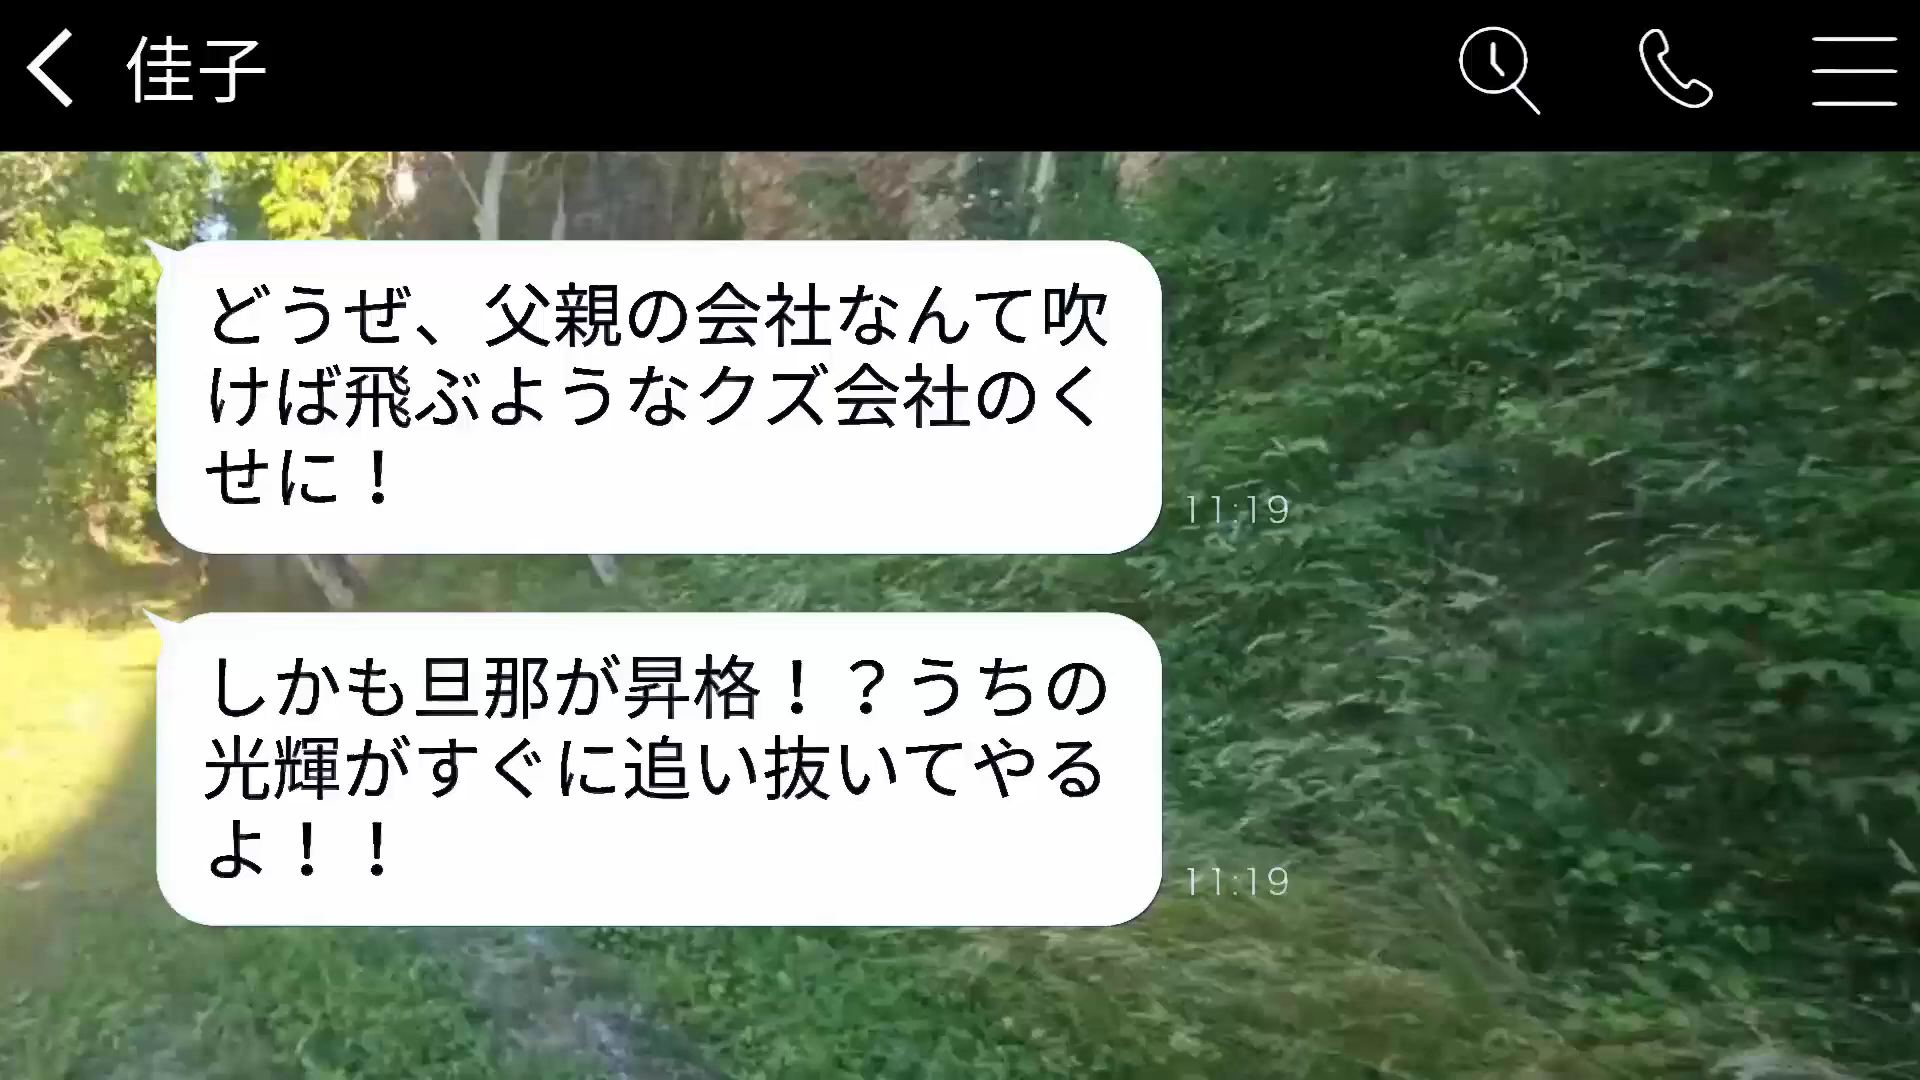 佳子
どうぜ、父親の会社なんて吹
けば飛ぶようなクズ会社のく
せに！
11:19
しかも旦那が昇格！？うちの
光輝がすぐに追い抜いてやる
よ！！
11:19